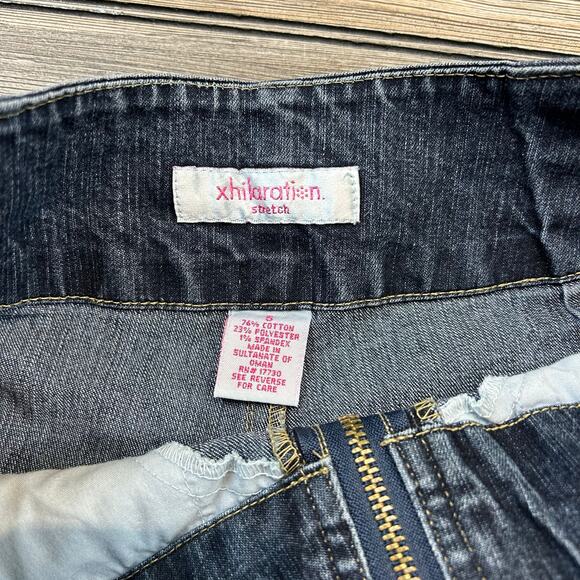 xhilaration.
stretch
5
76% COTTON
23% POLYESTER
1% SPANDEX
MADE IN
SULTANATE OF
OMAN
RN# 17730
SEE REVERSE
FOR CARE